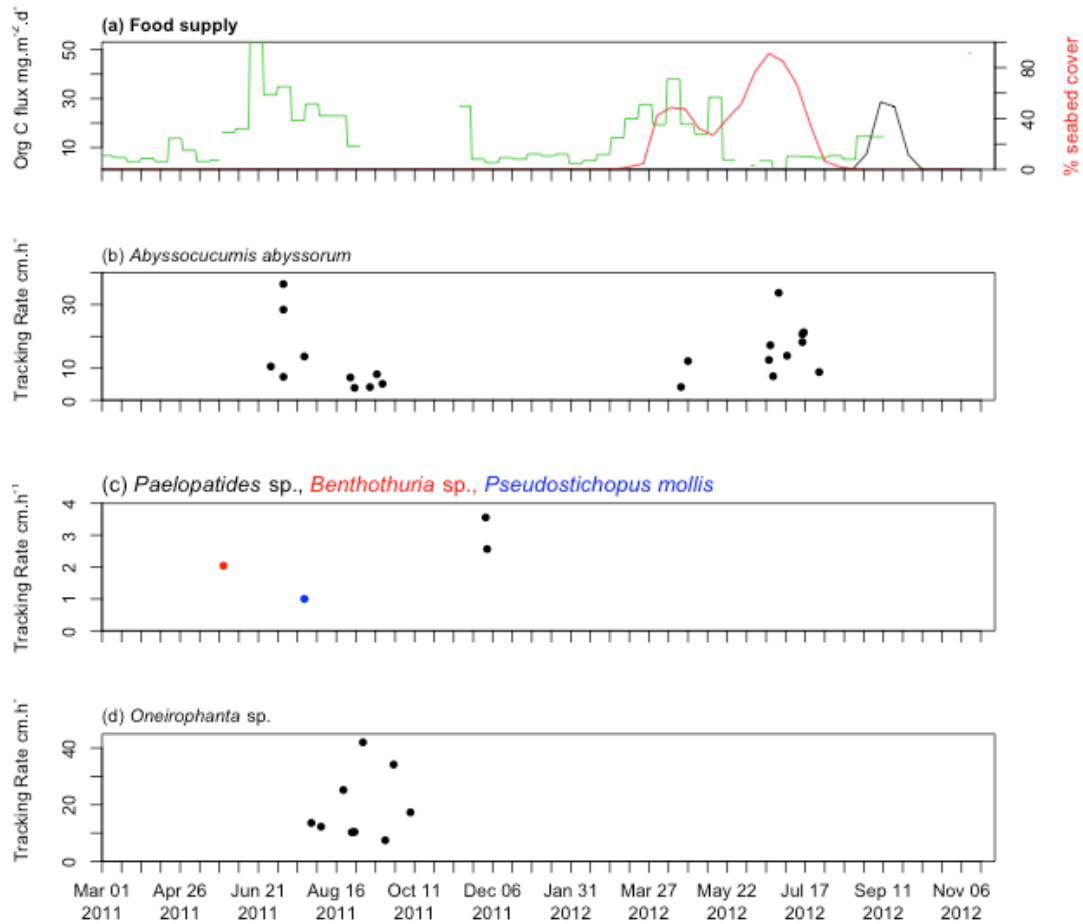 (a) Food supply
Org C flux mg.m⁻².d⁻
50
30
10
80
40
0
% seabed cover
(b) Abyssocucumis abyssorum
Tracking Rate cm.h⁻
30
10
0
(c) Paelopatides sp., Benthothuria sp., Pseudostichopus mollis
Tracking Rate cm.h⁻¹
4
3
2
1
0
(d) Oneirophanta sp.
Tracking Rate cm.h⁻
40
20
0
Mar 01 Apr 26 Jun 21 Aug 16 Oct 11 Dec 06 Jan 31 Mar 27 May 22 Jul 17 Sep 11 Nov 06
2011 2011 2011 2011 2011 2011 2012 2012 2012 2012 2012 2012